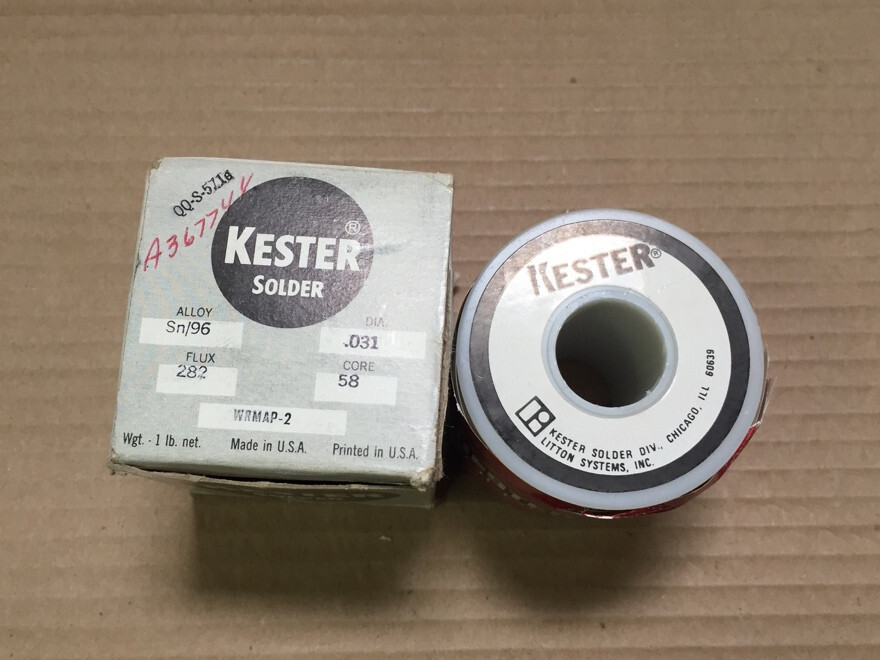 QQ-S-571e
A367744
KESTER®
SOLDER
ALLOY
Sn/96
DIA.
.031
FLUX
282
CORE
58
WRMAP-2
Wgt. - 1 lb. net. Made in U.S.A. Printed in U.S.A.
KESTER®
KESTER SOLDER DIV., CHICAGO, ILL 60639
LITTON SYSTEMS, INC.